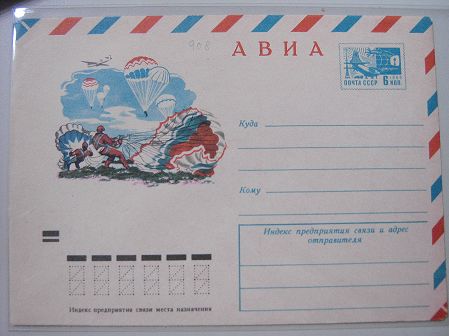 908
АВИА
ПОЧТА СССР
6
КОП.
Куда
Кому
Индекс предприятия связи и адрес
отправителя
Индекс предприятия связи места назначения